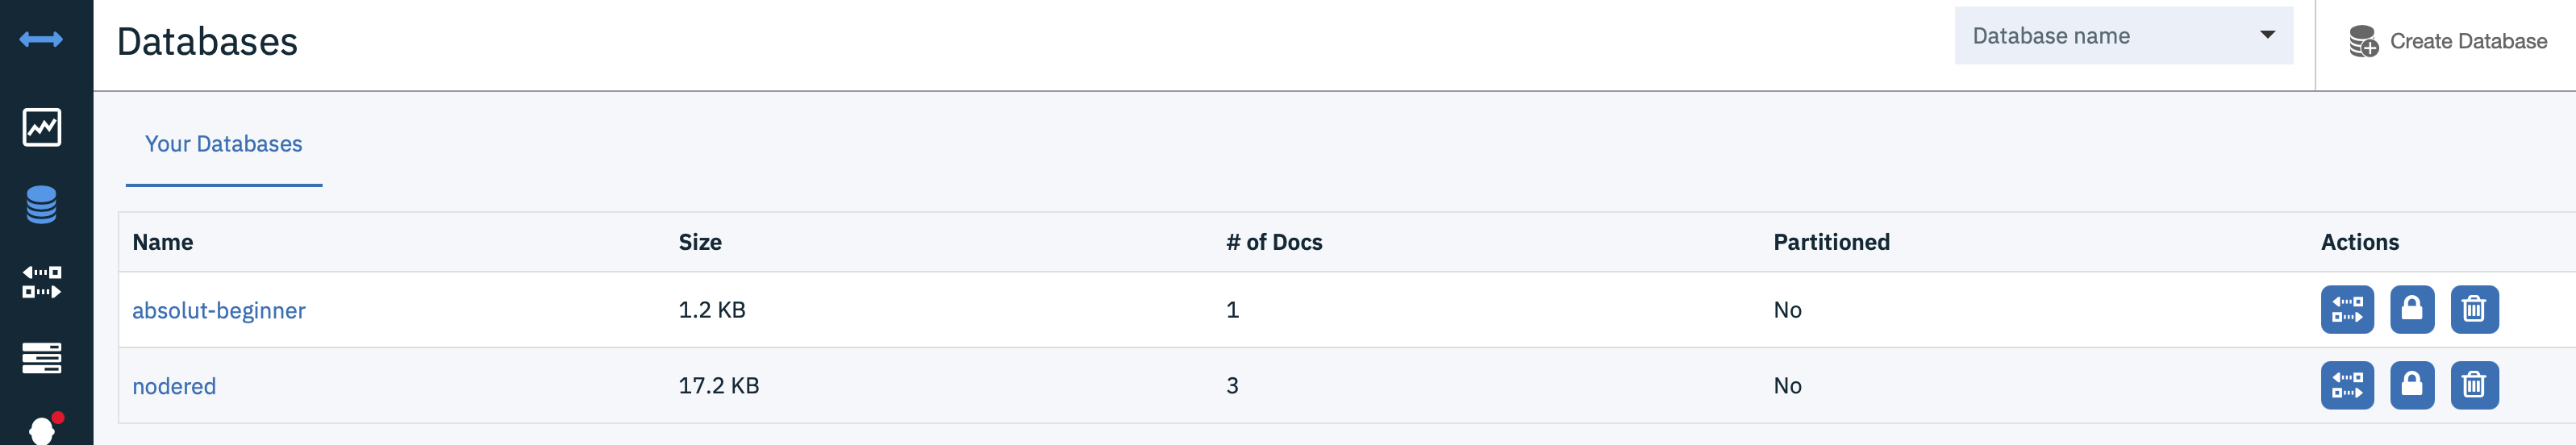 Databases
Database name
Create Database
Your Databases
Name Size # of Docs Partitioned Actions
absolut-beginner 1.2 KB 1 No
nodered 17.2 KB 3 No